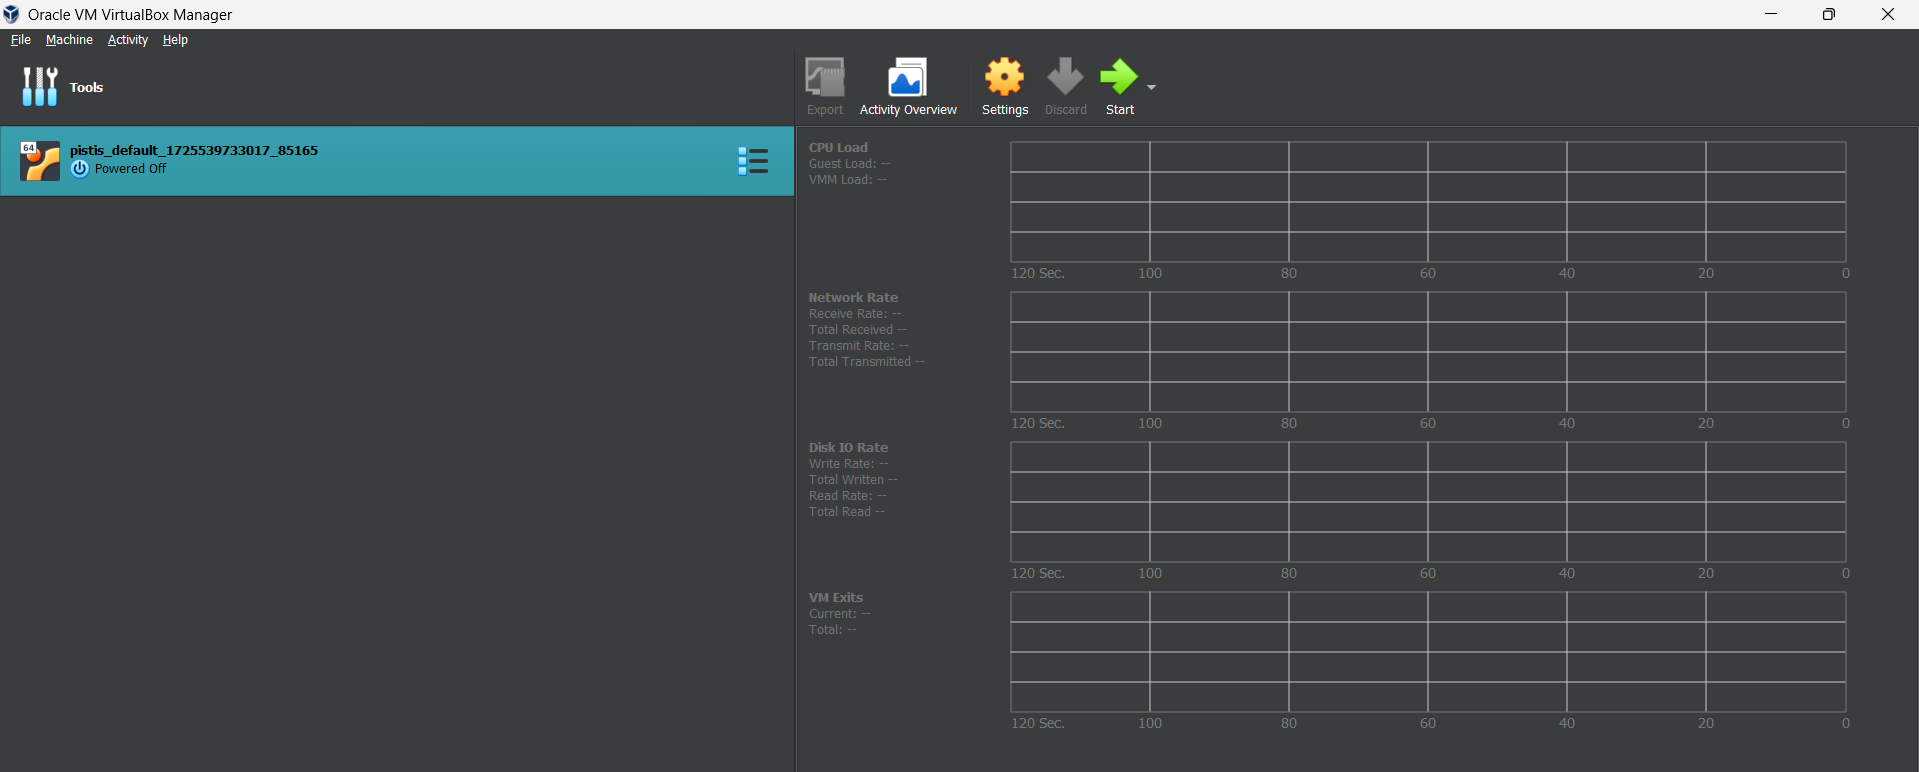 Oracle VM VirtualBox Manager
File Machine Activity Help
Tools
Export Activity Overview Settings Discard Start
64
pistis_default_1725539733017_85165
Powered Off
CPU Load
Guest Load: --
VMM Load: --
120 Sec. 100 80 60 40 20 0
Network Rate
Receive Rate: --
Total Received --
Transmit Rate: --
Total Transmitted --
120 Sec. 100 80 60 40 20 0
Disk IO Rate
Write Rate: --
Total Written --
Read Rate: --
Total Read --
120 Sec. 100 80 60 40 20 0
VM Exits
Current: --
Total: --
120 Sec. 100 80 60 40 20 0